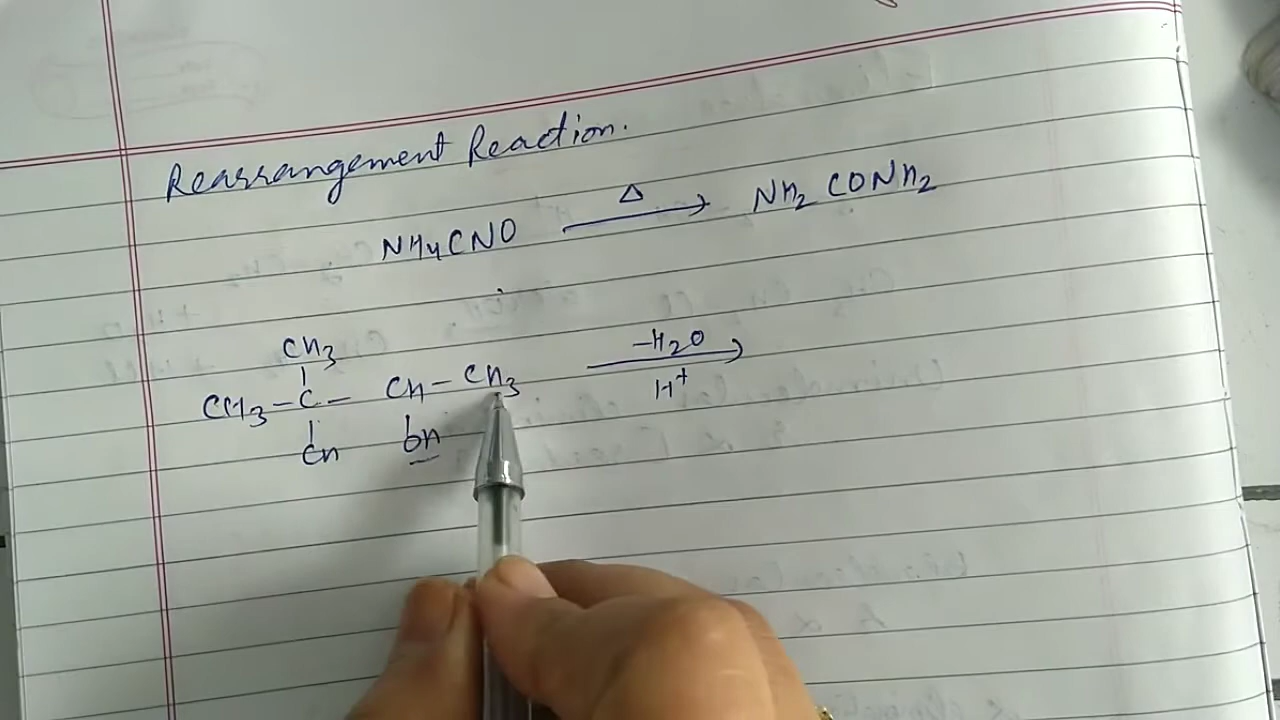 Rearrangement Reaction.
NH4CNO Δ→ NH2CONH2
CH3
CH3-C- CH-CH3 -H2O→
H+
CH OH